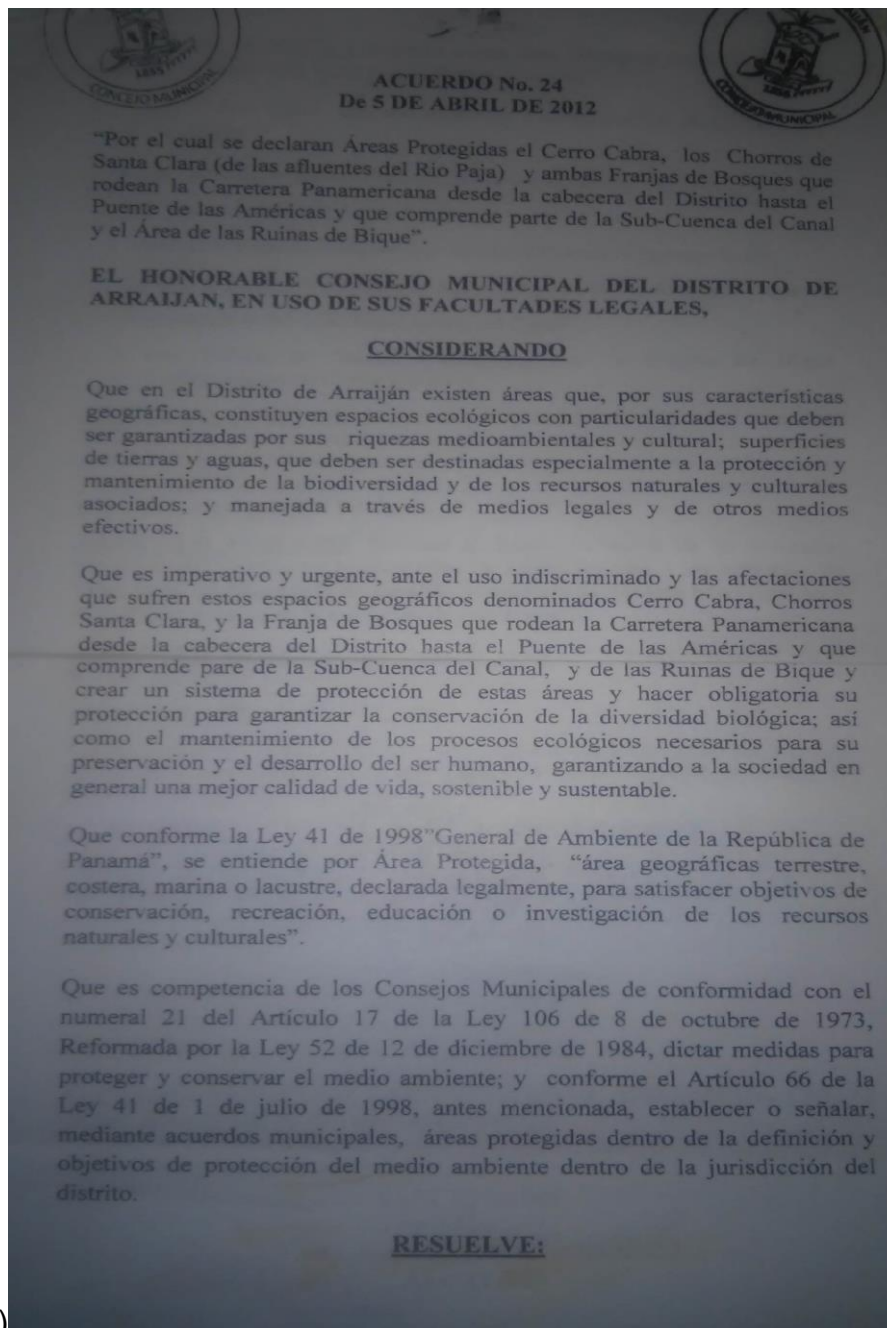 CONCEJO MUNICIPAL
CONCEJO MUNICIPAL
ACUERDO No. 24
De 5 DE ABRIL DE 2012
“Por el cual se declaran Áreas Protegidas el Cerro Cabra, los Chorros de
Santa Clara (de las afluentes del Río Paja) y ambas Franjas de Bosques que
rodean la Carretera Panamericana desde la cabecera del Distrito hasta el
Puente de las Américas y que comprende parte de la Sub-Cuenca del Canal
y el Área de las Ruinas de Bique”.
EL HONORABLE CONSEJO MUNICIPAL DEL DISTRITO DE
ARRAIJAN, EN USO DE SUS FACULTADES LEGALES,
CONSIDERANDO
Que en el Distrito de Arraiján existen áreas que, por sus características
geográficas, constituyen espacios ecológicos con particularidades que deben
ser garantizadas por sus riquezas medioambientales y cultural; superficies
de tierras y aguas, que deben ser destinadas especialmente a la protección y
mantenimiento de la biodiversidad y de los recursos naturales y culturales
asociados; y manejada a través de medios legales y de otros medios
efectivos.
Que es imperativo y urgente, ante el uso indiscriminado y las afectaciones
que sufren estos espacios geográficos denominados Cerro Cabra, Chorros
Santa Clara, y la Franja de Bosques que rodean la Carretera Panamericana
desde la cabecera del Distrito hasta el Puente de las Américas y que
comprende pare de la Sub-Cuenca del Canal, y de las Ruinas de Bique y
crear un sistema de protección de estas áreas y hacer obligatoria su
protección para garantizar la conservación de la diversidad biológica; así
como el mantenimiento de los procesos ecológicos necesarios para su
preservación y el desarrollo del ser humano, garantizando a la sociedad en
general una mejor calidad de vida, sostenible y sustentable.
Que conforme la Ley 41 de 1998”General de Ambiente de la República de
Panamá”, se entiende por Área Protegida, “área geográficas terrestre,
costera, marina o lacustre, declarada legalmente, para satisfacer objetivos de
conservación, recreación, educación o investigación de los recursos
naturales y culturales”.
Que es competencia de los Consejos Municipales de conformidad con el
numeral 21 del Artículo 17 de la Ley 106 de 8 de octubre de 1973,
Reformada por la Ley 52 de 12 de diciembre de 1984, dictar medidas para
proteger y conservar el medio ambiente; y conforme el Artículo 66 de la
Ley 41 de 1 de julio de 1998, antes mencionada, establecer o señalar,
mediante acuerdos municipales, áreas protegidas dentro de la definición y
objetivos de protección del medio ambiente dentro de la jurisdicción del
distrito.
RESUELVE:
)